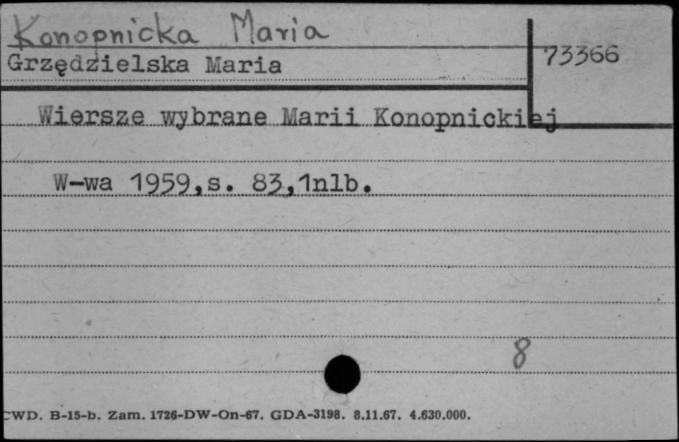 Konopnicka Maria
Grzędzielska Maria
73366
Wiersze wybrane Marii Konopnickiej
W-wa 1959,s. 83,1nlb.
8
CWD. B-15-b. Zam. 1726-DW-On-67. GDA-3198. 8.11.67. 4.630.000.